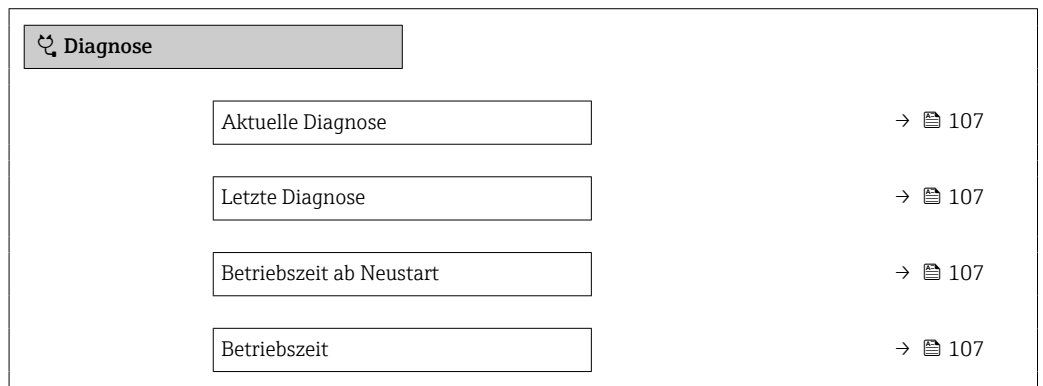 Diagnose
Aktuelle Diagnose → 107
Letzte Diagnose → 107
Betriebszeit ab Neustart → 107
Betriebszeit → 107